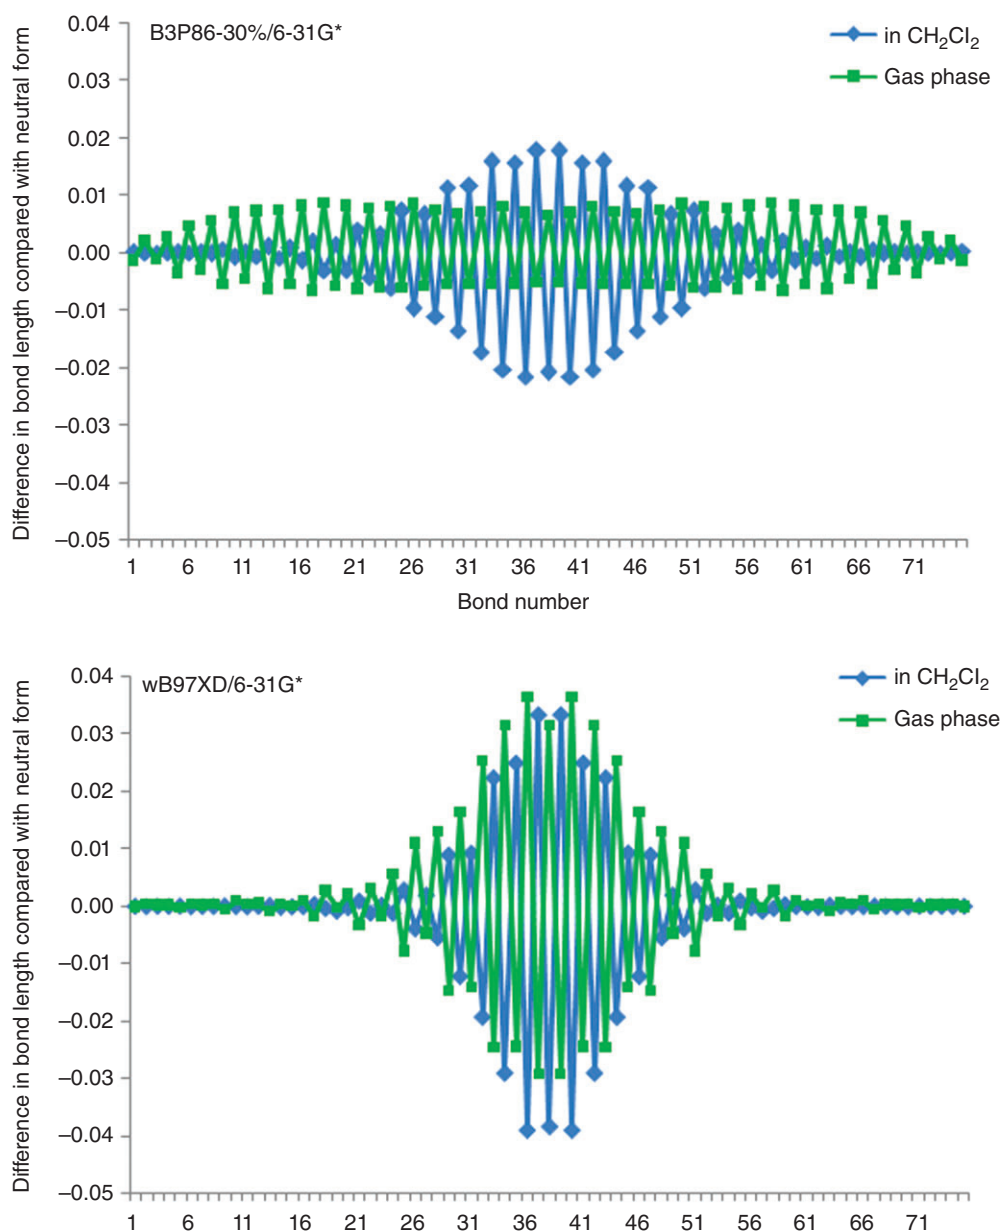 B3P86-30%/6-31G*
in CH₂Cl₂
Gas phase
Difference in bond length compared with neutral form
0.04
0.03
0.02
0.01
0.00
–0.01
–0.02
–0.03
–0.04
–0.05
1 6 11 16 21 26 31 36 41 46 51 56 61 66 71
Bond number
wB97XD/6-31G*
in CH₂Cl₂
Gas phase
Difference in bond length compared with neutral form
0.04
0.03
0.02
0.01
0.00
–0.01
–0.02
–0.03
–0.04
–0.05
1 6 11 16 21 26 31 36 41 46 51 56 61 66 71